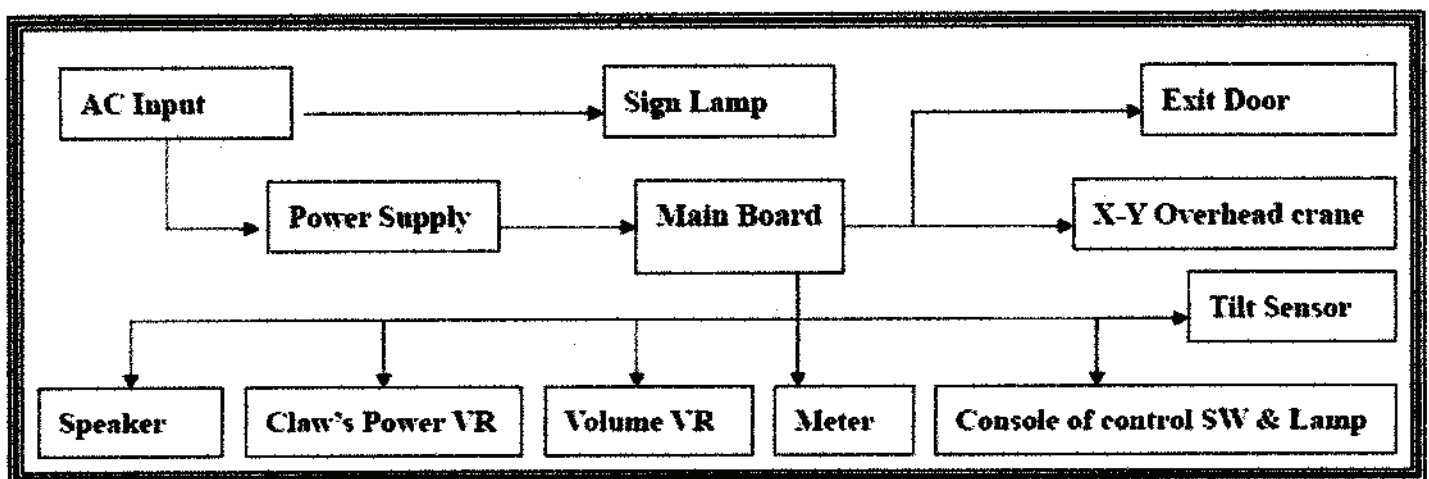 AC Input
Sign Lamp
Exit Door
Power Supply
Main Board
X-Y Overhead crane
Tilt Sensor
Speaker
Claw's Power VR
Volume VR
Meter
Console of control SW & Lamp